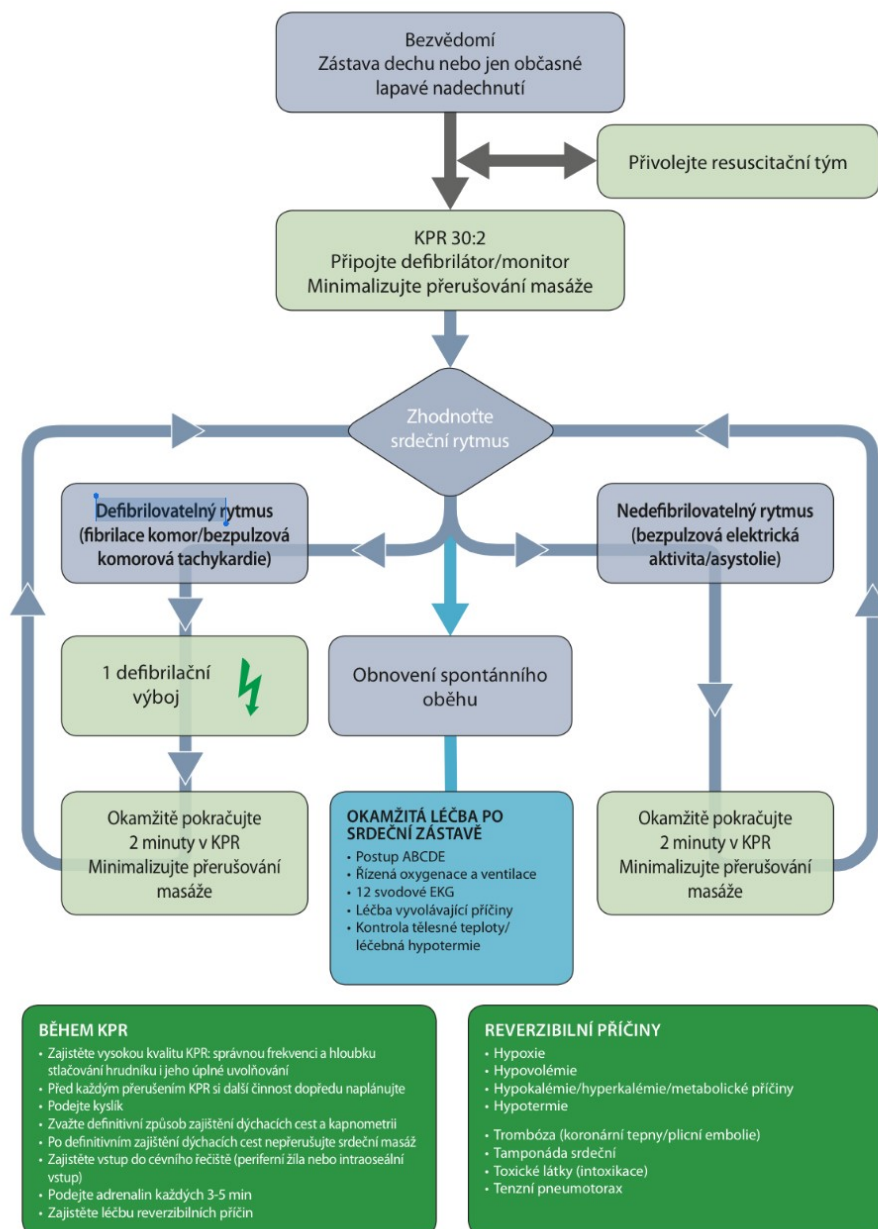 Bezvědomí
Zástava dechu nebo jen občasné
lapavé nadechnutí
Přivolejte resuscitační tým
KPR 30:2
Připojte defibrilátor/monitor
Minimalizujte přerušování masáže
Zhodnoťte
srdeční rytmus
Defibrilovatelný rytmus
(fibrilace komor/bezpulzová
komorová tachykardie)
Nedefibrilovatelný rytmus
(bezpulzová elektrická
aktivita/asystolie)
1 defibrilační
výboj
Obnovení spontánního
oběhu
Okamžitě pokračujte
2 minuty v KPR
Minimalizujte přerušování
masáže
OKAMŽITÁ LÉČBA PO
SRDEČNÍ ZÁSTAVĚ
• Postup ABCDE
• Řízená oxygenace a ventilace
• 12 svodové EKG
• Léčba vyvolávající příčiny
• Kontrola tělesné teploty/
léčebná hypotermie
Okamžitě pokračujte
2 minuty v KPR
Minimalizujte přerušování
masáže
BĚHEM KPR
• Zajistěte vysokou kvalitu KPR: správnou frekvenci a hloubku
stlačování hrudníku i jeho úplné uvolňování
• Před každým přerušením KPR si další činnost dopředu naplánujte
• Podejte kyslík
• Zvažte definitivní způsob zajištění dýchacích cest a kapnometrii
• Po definitivním zajištění dýchacích cest nepřerušujte srdeční masáž
• Zajistěte vstup do cévního řečiště (periferní žíla nebo intraoseální
vstup)
• Podejte adrenalin každých 3-5 min
• Zajistěte léčbu reverzibilních příčin
REVERZIBILNÍ PŘÍČINY
• Hypoxie
• Hypovolémie
• Hypokalémie/hyperkalémie/metabolické příčiny
• Hypotermie
• Trombóza (koronární tepny/plicní embolie)
• Tamponáda srdeční
• Toxické látky (intoxikace)
• Tenzní pneumotorax